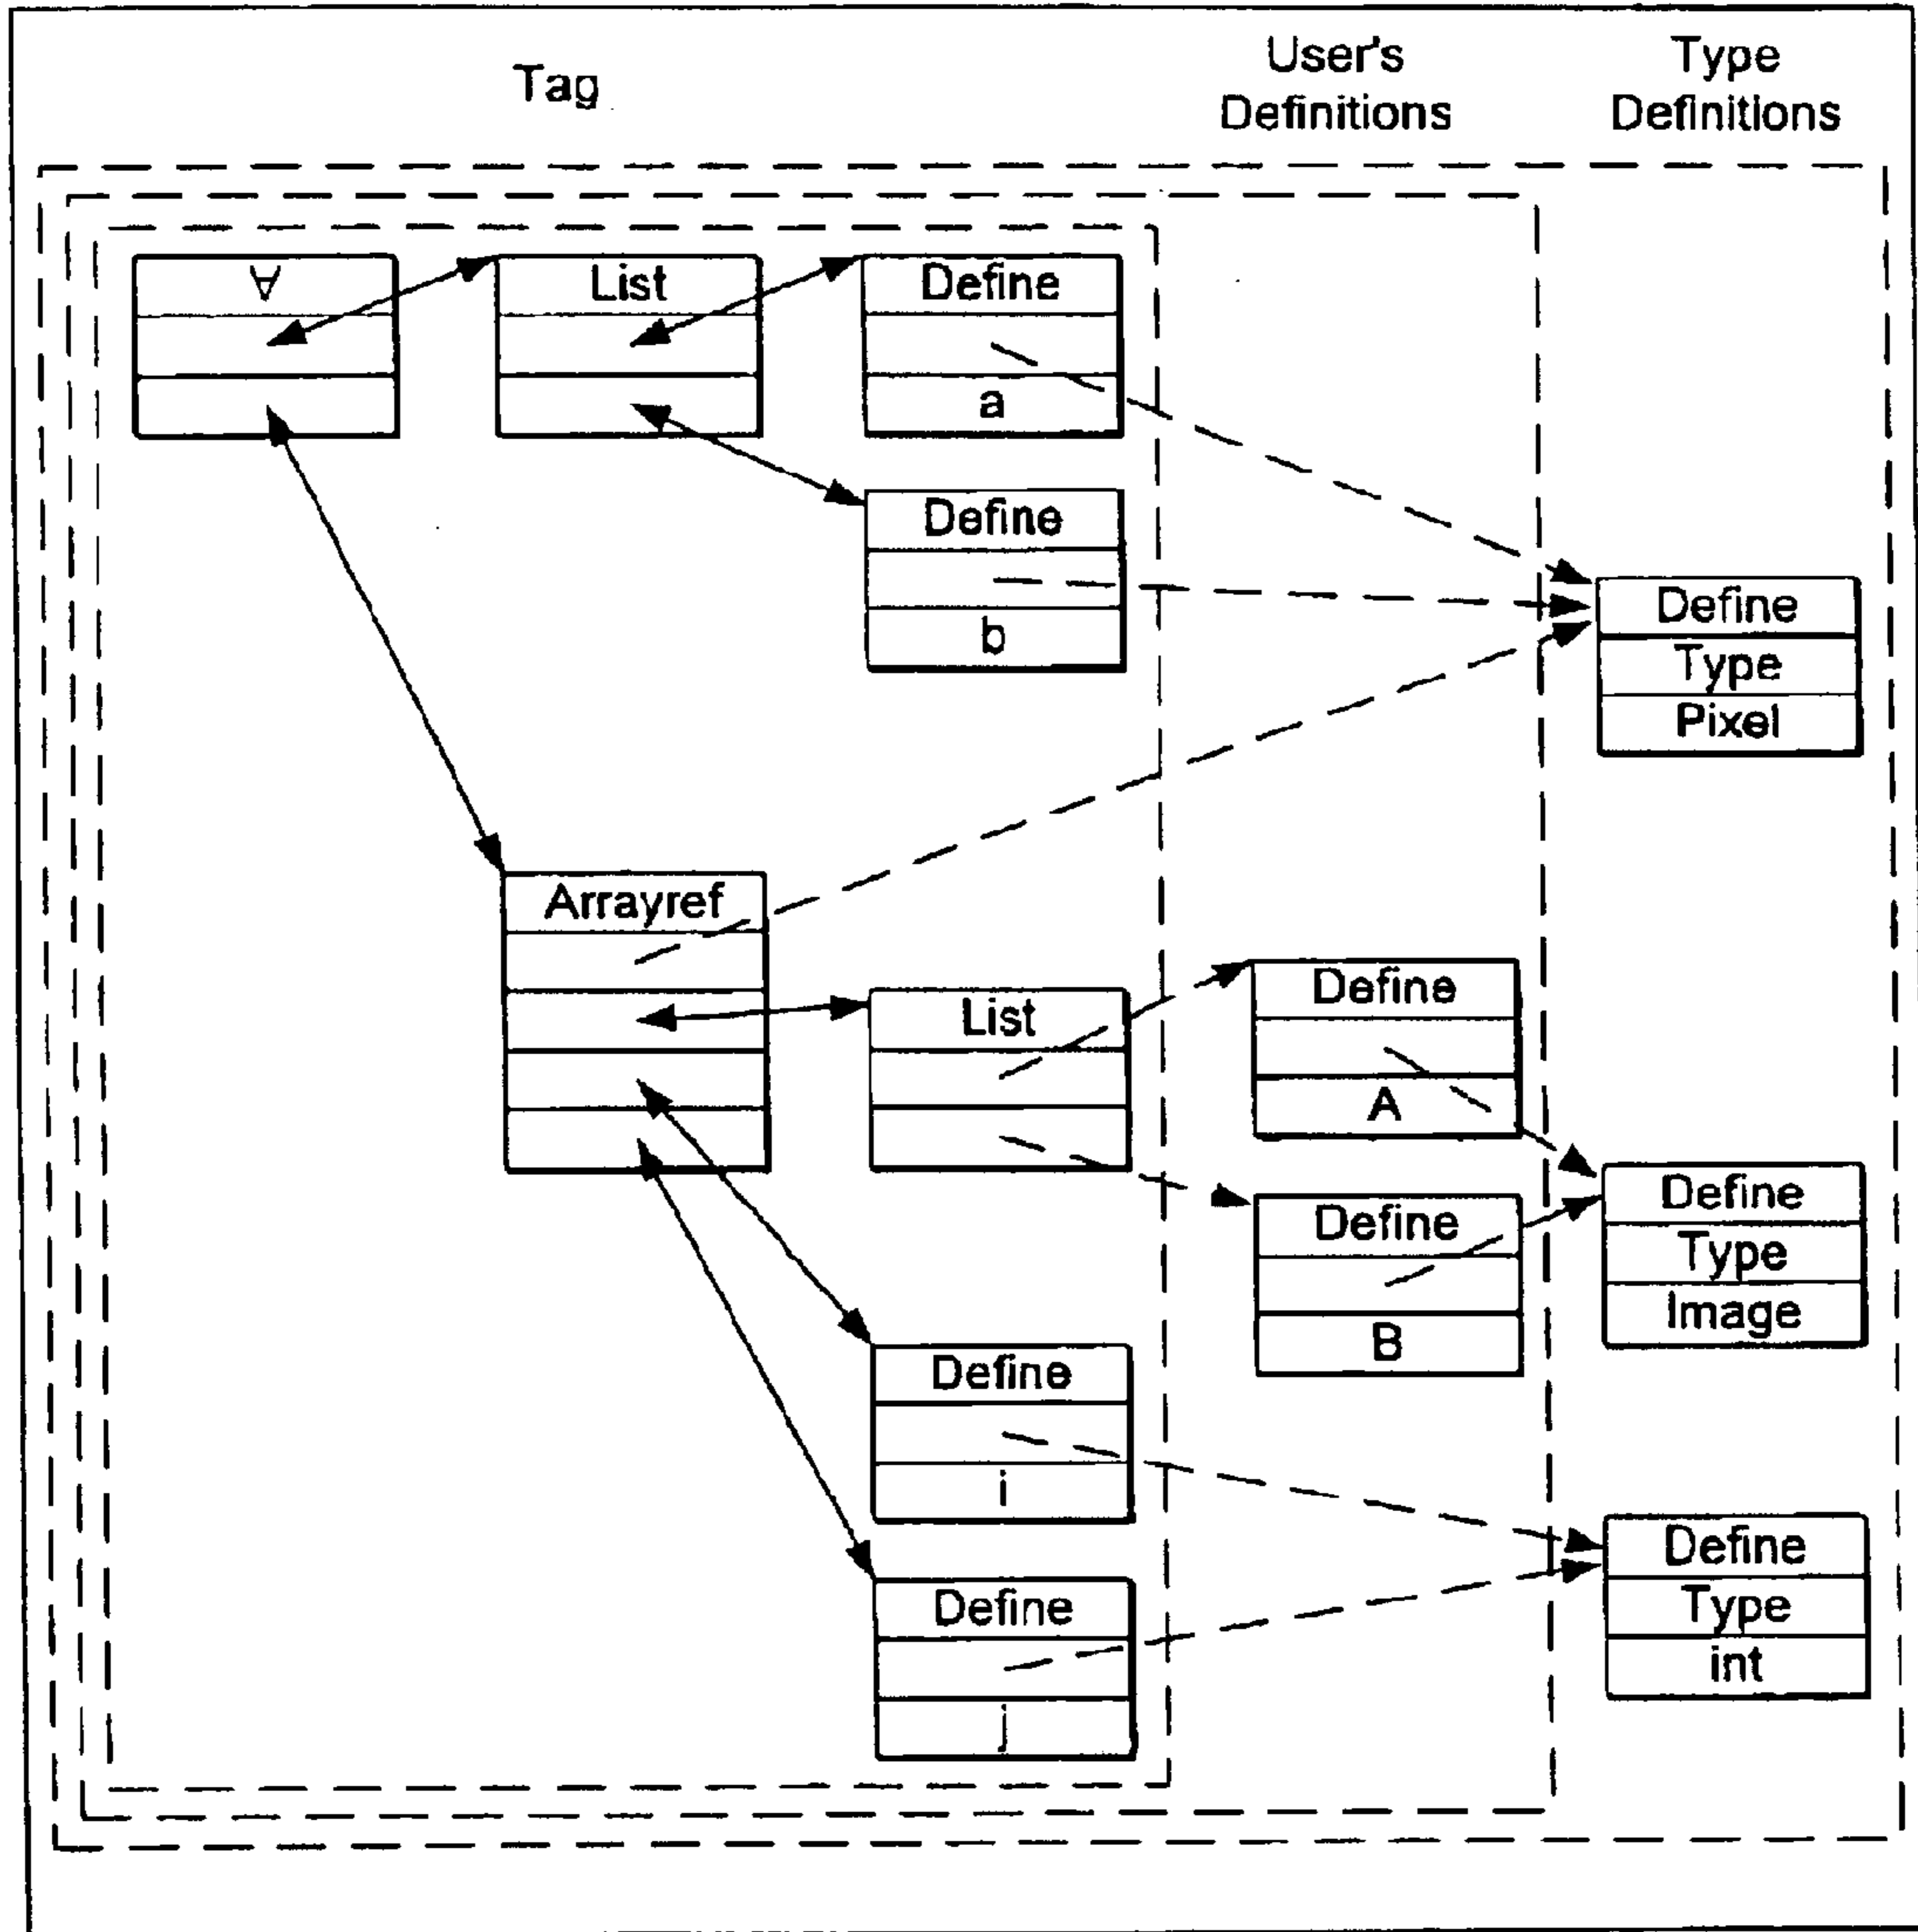 Tag
User's
Definitions
Type
Definitions
∀
List
Define
a
Define
b
Define
Type
Pixel
Arrayref
List
Define
A
Define
B
Define
Type
Image
Define
i
Define
j
Define
Type
int